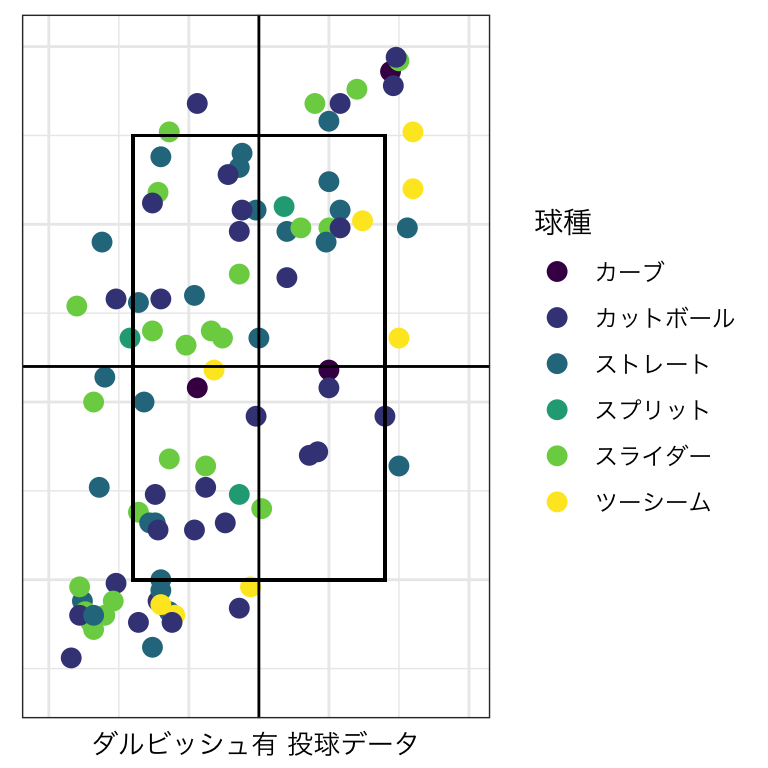 球種
カーブ
カットボール
ストレート
スプリット
スライダー
ツーシーム
ダルビッシュ有 投球データ